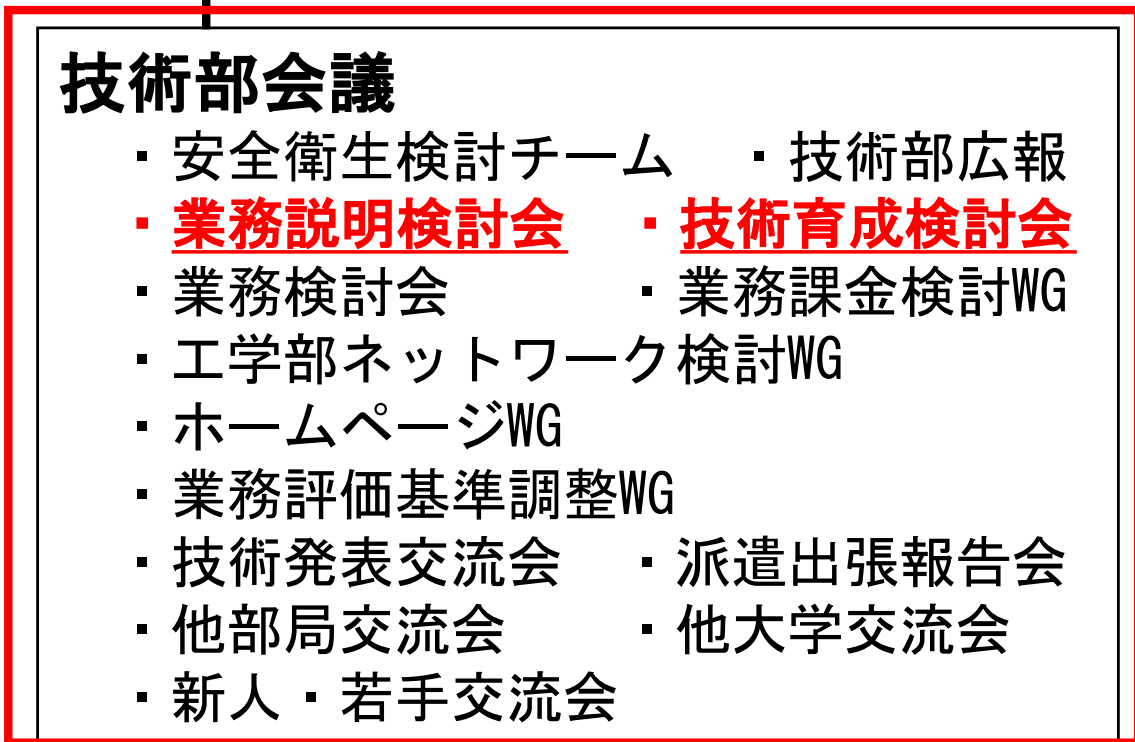 技術部会議
・安全衛生検討チーム　・技術部広報
・業務説明検討会　・技術育成検討会
・業務検討会　・業務課金検討WG
・工学部ネットワーク検討WG
・ホームページWG
・業務評価基準調整WG
・技術発表交流会　・派遣出張報告会
・他部局交流会　・他大学交流会
・新人・若手交流会